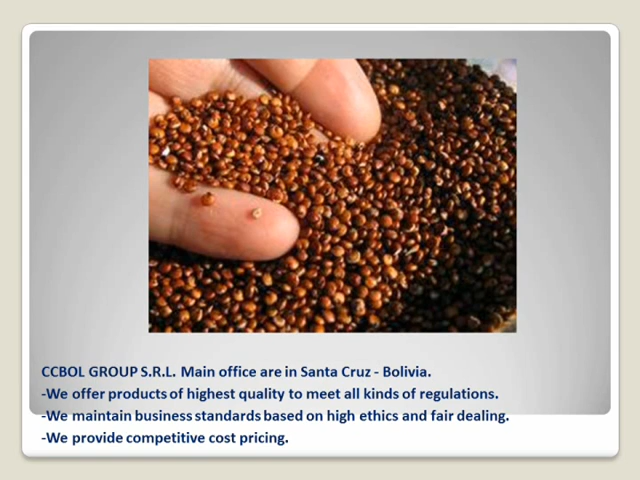 CCBOL GROUP S.R.L. Main office are in Santa Cruz - Bolivia.
-We offer products of highest quality to meet all kinds of regulations.
-We maintain business standards based on high ethics and fair dealing.
-We provide competitive cost pricing.